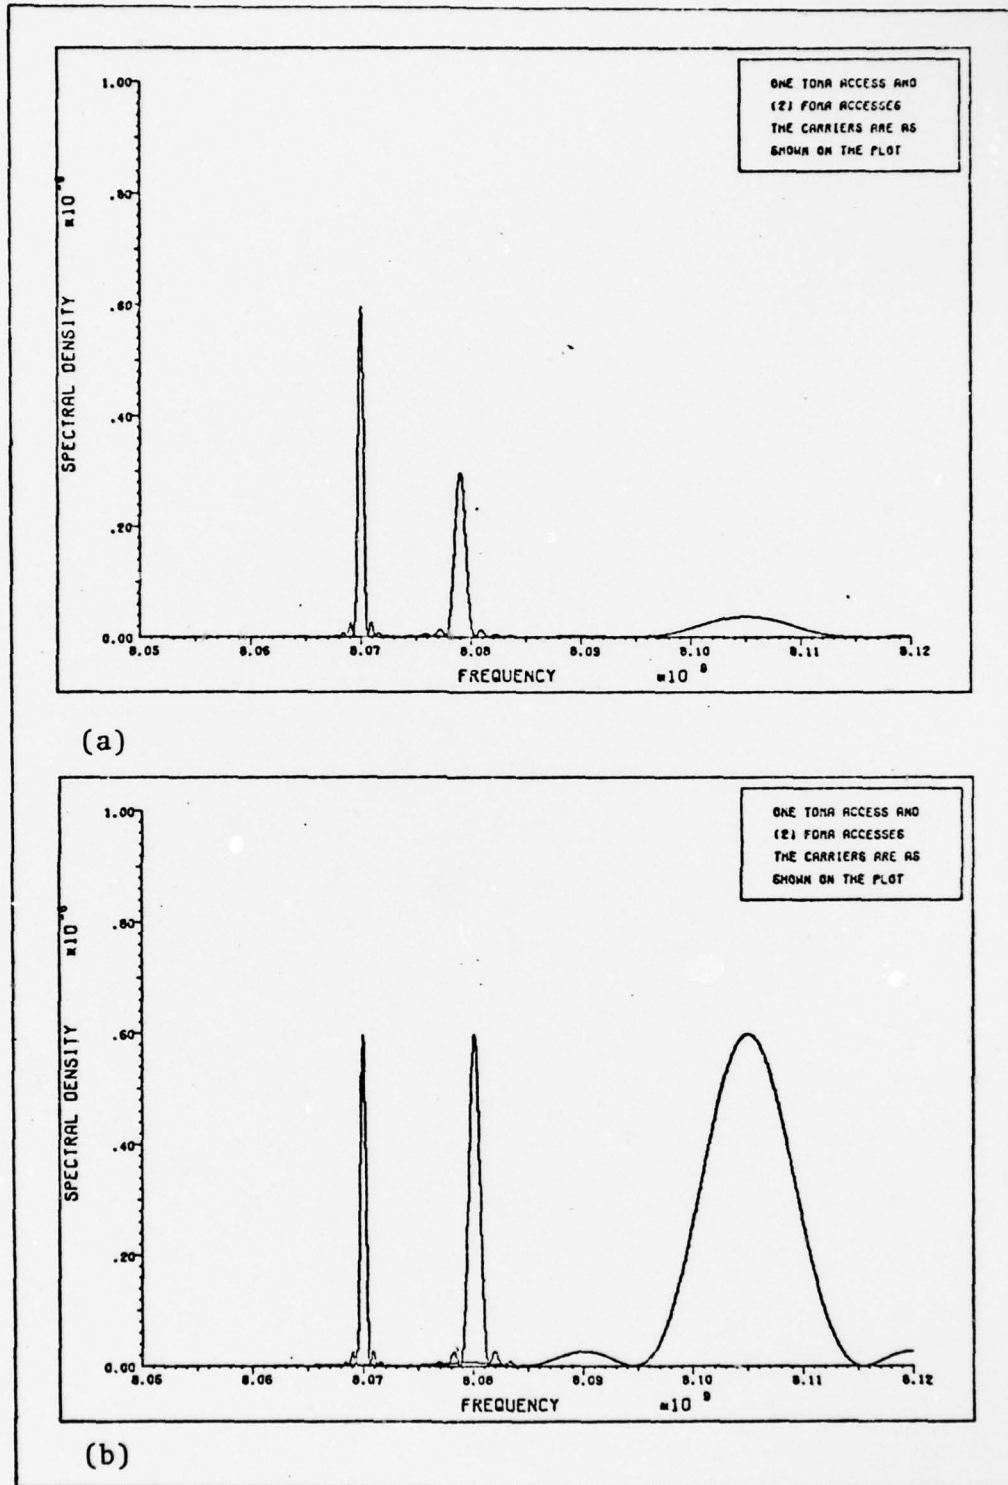 ONE TDMA ACCESS AND
(2) FDMA ACCESSES
THE CARRIERS ARE AS
SHOWN ON THE PLOT
1.00
.80
.60
.40
.20
0.00
SPECTRAL DENSITY ×10⁻⁶
8.05 8.06 8.07 8.08 8.09 8.10 8.11 8.12
FREQUENCY ×10⁹
(a)
ONE TDMA ACCESS AND
(2) FDMA ACCESSES
THE CARRIERS ARE AS
SHOWN ON THE PLOT
1.00
.80
.60
.40
.20
0.00
SPECTRAL DENSITY ×10⁻⁶
8.05 8.06 8.07 8.08 8.09 8.10 8.11 8.12
FREQUENCY ×10⁹
(b)